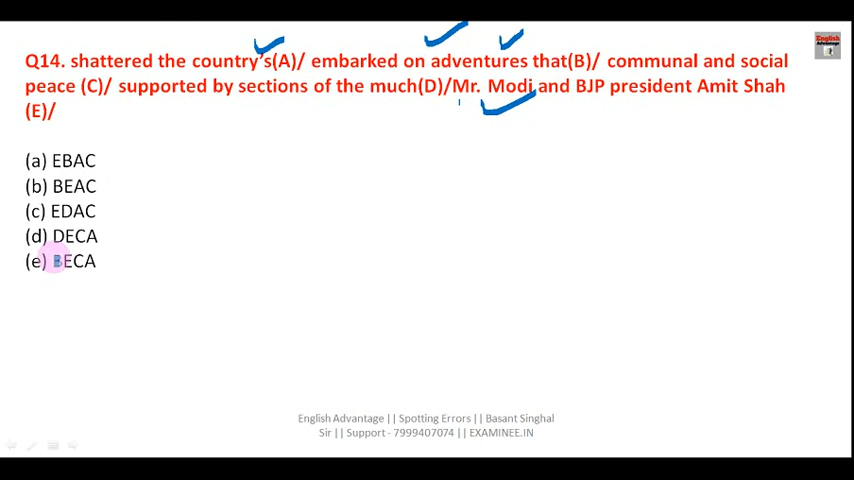 English
Advantage
Q14. shattered the country's(A)/ embarked on adventures that(B)/ communal and social
peace (C)/ supported by sections of the much(D)/Mr. Modi and BJP president Amit Shah
(E)/
(a) EBAC
(b) BEAC
(c) EDAC
(d) DECA
(e) BECA
English Advantage || Spotting Errors || Basant Singhal
Sir || Support - 7999407074 || EXAMINEE.IN